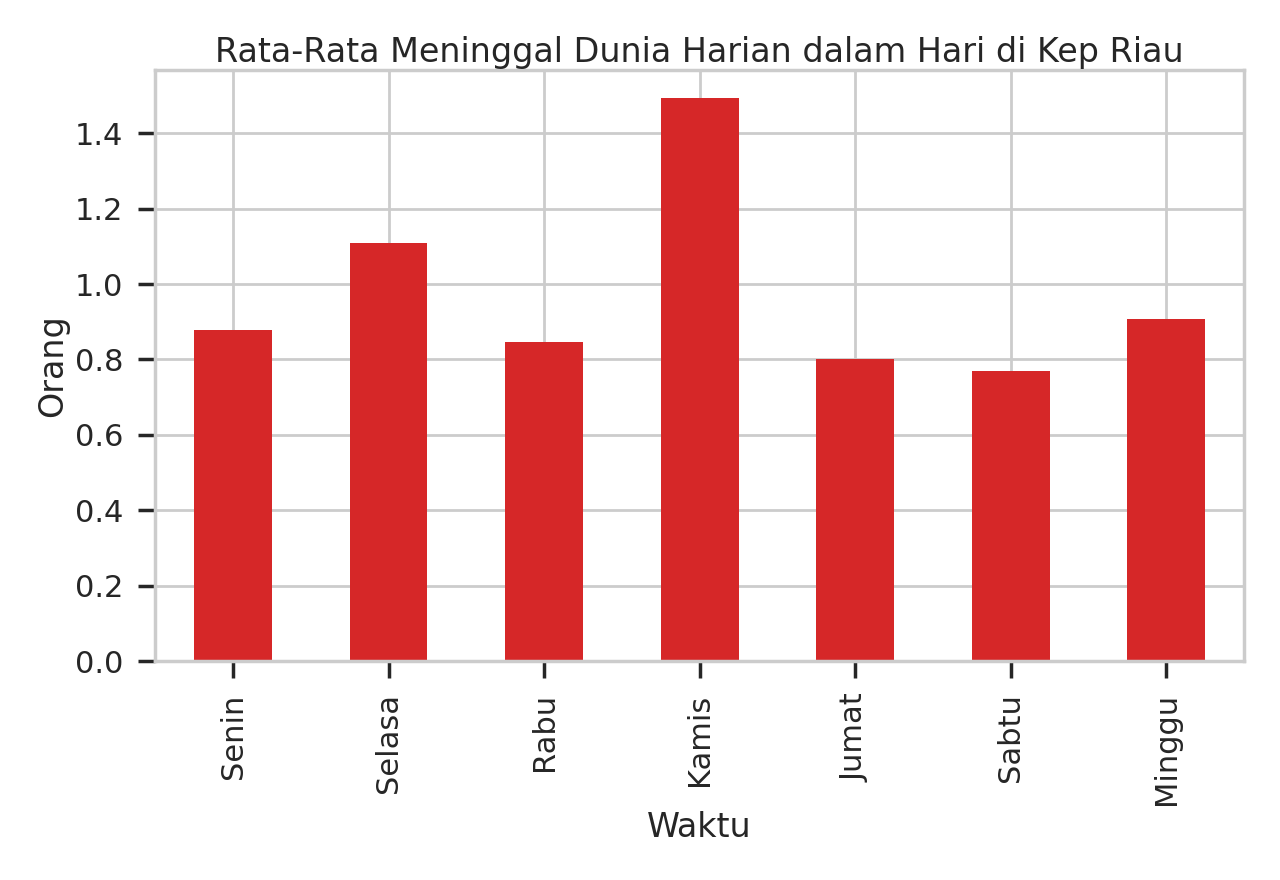 Rata-Rata Meninggal Dunia Harian dalam Hari di Kep Riau
Orang
1.4
1.2
1.0
0.8
0.6
0.4
0.2
0.0
Senin
Selasa
Rabu
Kamis
Jumat
Sabtu
Minggu
Waktu